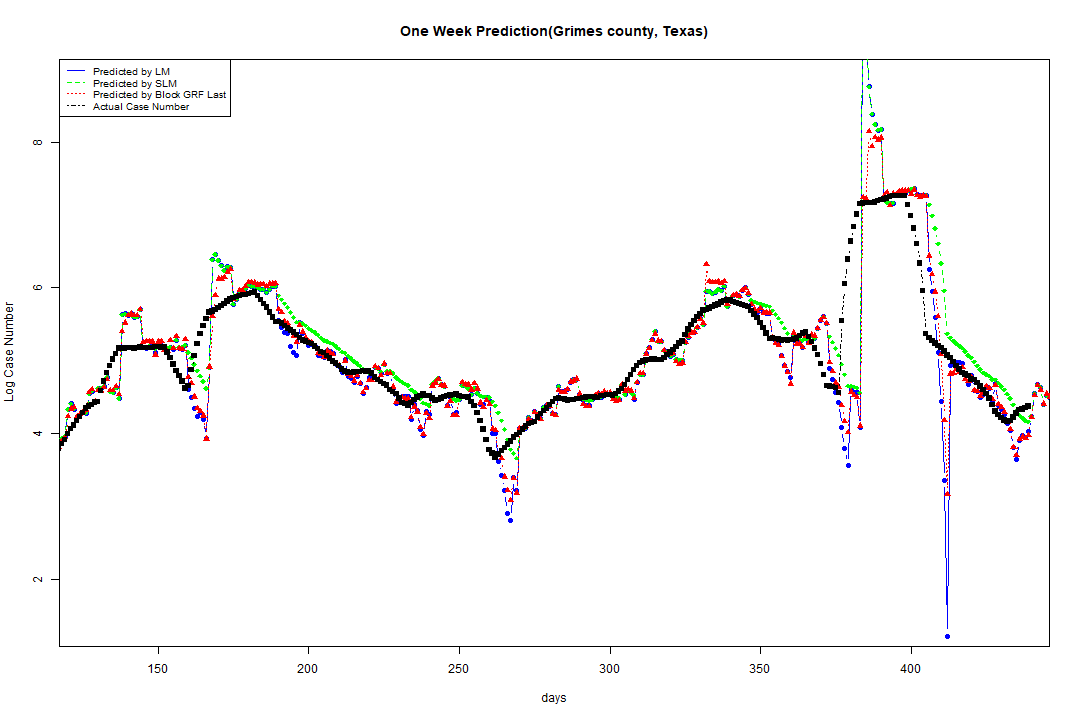 One Week Prediction(Grimes county, Texas)
Predicted by LM
Predicted by SLM
Predicted by Block GRF Last
Actual Case Number
Log Case Number
8
6
4
2
150 200 250 300 350 400
days